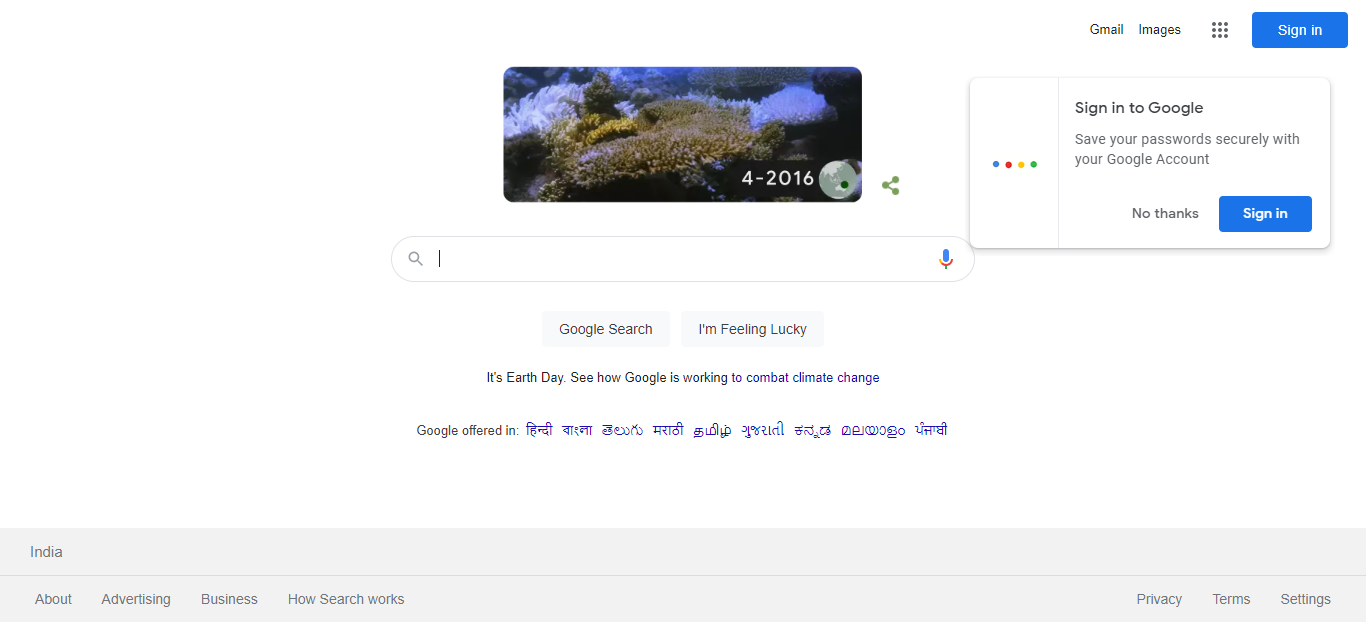 Gmail Images Sign in
Sign in to Google
Save your passwords securely with
your Google Account
No thanks Sign in
4-2016
Google Search I'm Feeling Lucky
It's Earth Day. See how Google is working to combat climate change
Google offered in: हिन्दी বাংলা తెలుగు मराठी தமிழ் ગુજરાતી ಕನ್ನಡ മലയാളം ਪੰਜਾਬੀ
India
About Advertising Business How Search works Privacy Terms Settings